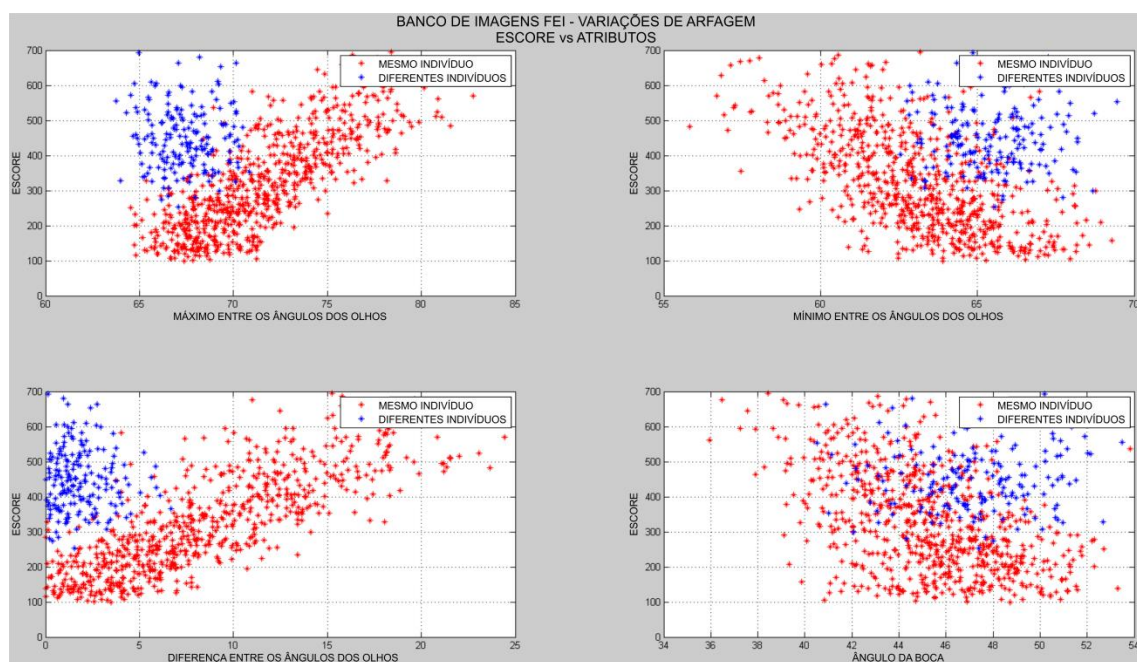 BANCO DE IMAGENS FEI - VARIAÇÕES DE ARFAGEM
ESCORE vs ATRIBUTOS
700
600
500
400
300
200
100
0
ESCORE
MESMO INDIVÍDUO
DIFERENTES INDIVÍDUOS
60 65 70 75 80 85
MÁXIMO ENTRE OS ÂNGULOS DOS OLHOS
700
600
500
400
300
200
100
0
ESCORE
MESMO INDIVÍDUO
DIFERENTES INDIVÍDUOS
55 60 65 70
MÍNIMO ENTRE OS ÂNGULOS DOS OLHOS
700
600
500
400
300
200
100
0
ESCORE
MESMO INDIVÍDUO
DIFERENTES INDIVÍDUOS
0 5 10 15 20 25
DIFERENÇA ENTRE OS ÂNGULOS DOS OLHOS
700
600
500
400
300
200
100
0
ESCORE
MESMO INDIVÍDUO
DIFERENTES INDIVÍDUOS
34 36 38 40 42 44 46 48 50 52 54
ÂNGULO DA BOCA